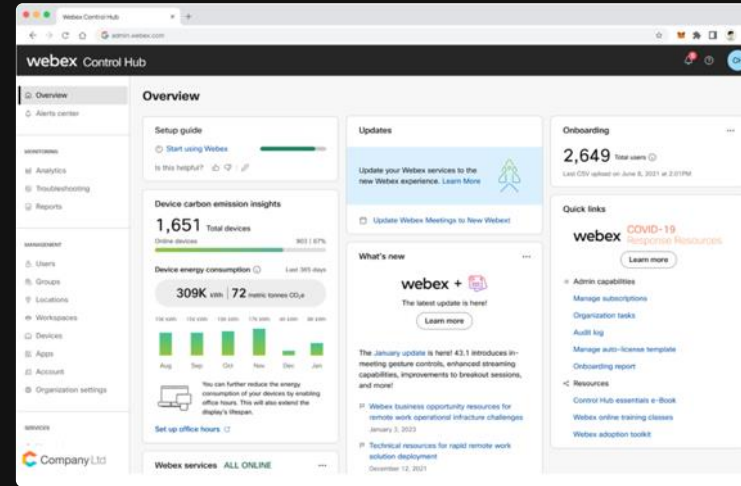 Webex Control Hub
admin.webex.com
webex Control Hub
Overview
Alerts center
MONITORING
Analytics
Troubleshooting
Reports
MANAGEMENT
Users
Groups
Locations
Workspaces
Devices
Apps
Account
Organization settings
SERVICES
Company Ltd
Overview
Setup guide
Start using Webex
Is this helpful?
Device carbon emission insights
1,651 Total devices
Online devices
Device energy consumption
Last 365 days
309K kWh 72 metric tonnes CO₂e
Aug Sep Oct Nov Dec Jan
You can further reduce the energy
consumption of your devices by enabling
office hours. This will also extend the
display's lifespan.
Set up office hours
Webex services ALL ONLINE
Updates
Update your Webex services to the
new Webex experience. Learn More
Update Webex Meetings to New Webex!
What's new
webex +
The latest update is here!
Learn more
The January update is here! 43.1 introduces in-
meeting gesture controls, enhanced streaming
capabilities, improvements to breakout sessions,
and more!
Webex business opportunity resources for
remote work operational infracture challenges
January 3, 2023
Technical resources for rapid remote work
solution deployment
December 12, 2021
Onboarding
2,649 Total users
Last CSV upload on June 8, 2021 at 2:01PM
Quick links
webex COVID-19
Response Resources
Learn more
Admin capabilities
Manage subscriptions
Organization tasks
Audit log
Manage auto-license template
Onboarding report
Resources
Control Hub essentials e-Book
Webex online training classes
Webex adoption toolkit